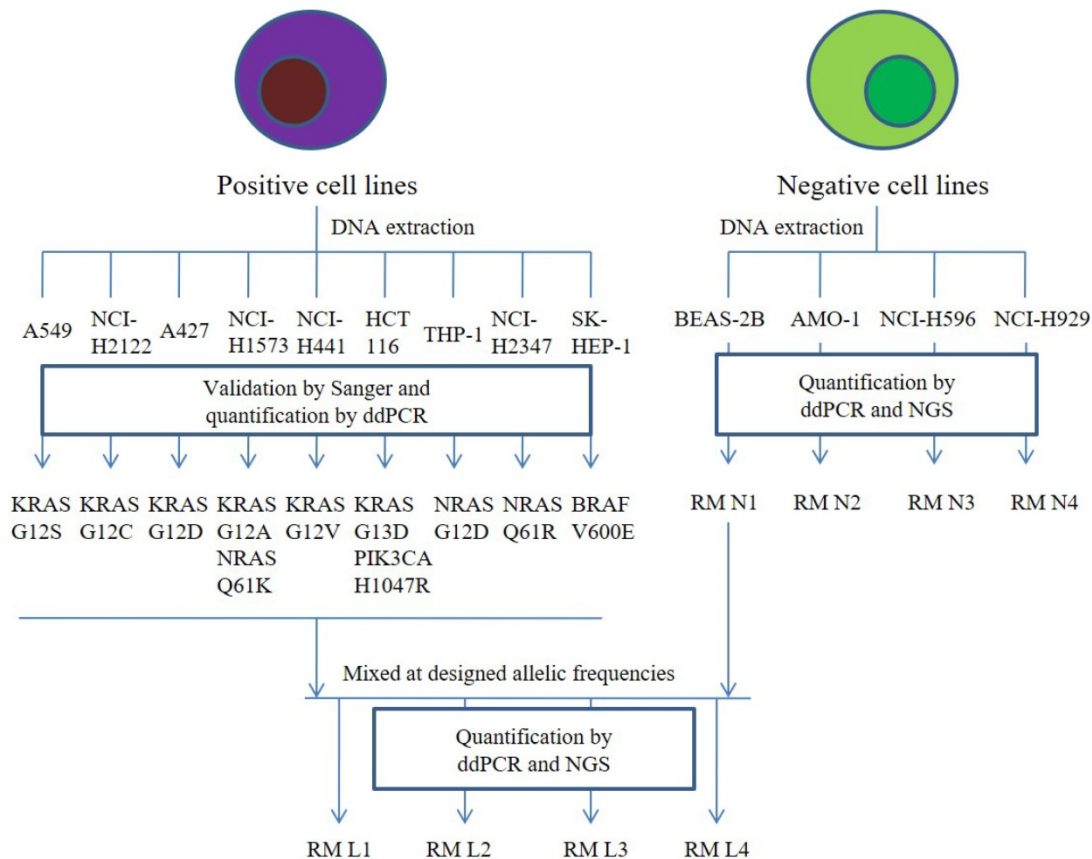 Positive cell lines
Negative cell lines
DNA extraction
DNA extraction
A549
NCI-
H2122
A427
NCI-
H1573
NCI-
H441
HCT
116
THP-1
NCI-
H2347
SK-
HEP-1
BEAS-2B
AMO-1
NCI-H596
NCI-H929
Validation by Sanger and
quantification by ddPCR
Quantification by
ddPCR and NGS
KRAS
G12S
KRAS
G12C
KRAS
G12D
KRAS
G12A
NRAS
Q61K
KRAS
G12V
KRAS
G13D
PIK3CA
H1047R
NRAS
G12D
NRAS
Q61R
BRAF
V600E
RM N1
RM N2
RM N3
RM N4
Mixed at designed allelic frequencies
Quantification by
ddPCR and NGS
RM L1
RM L2
RM L3
RM L4